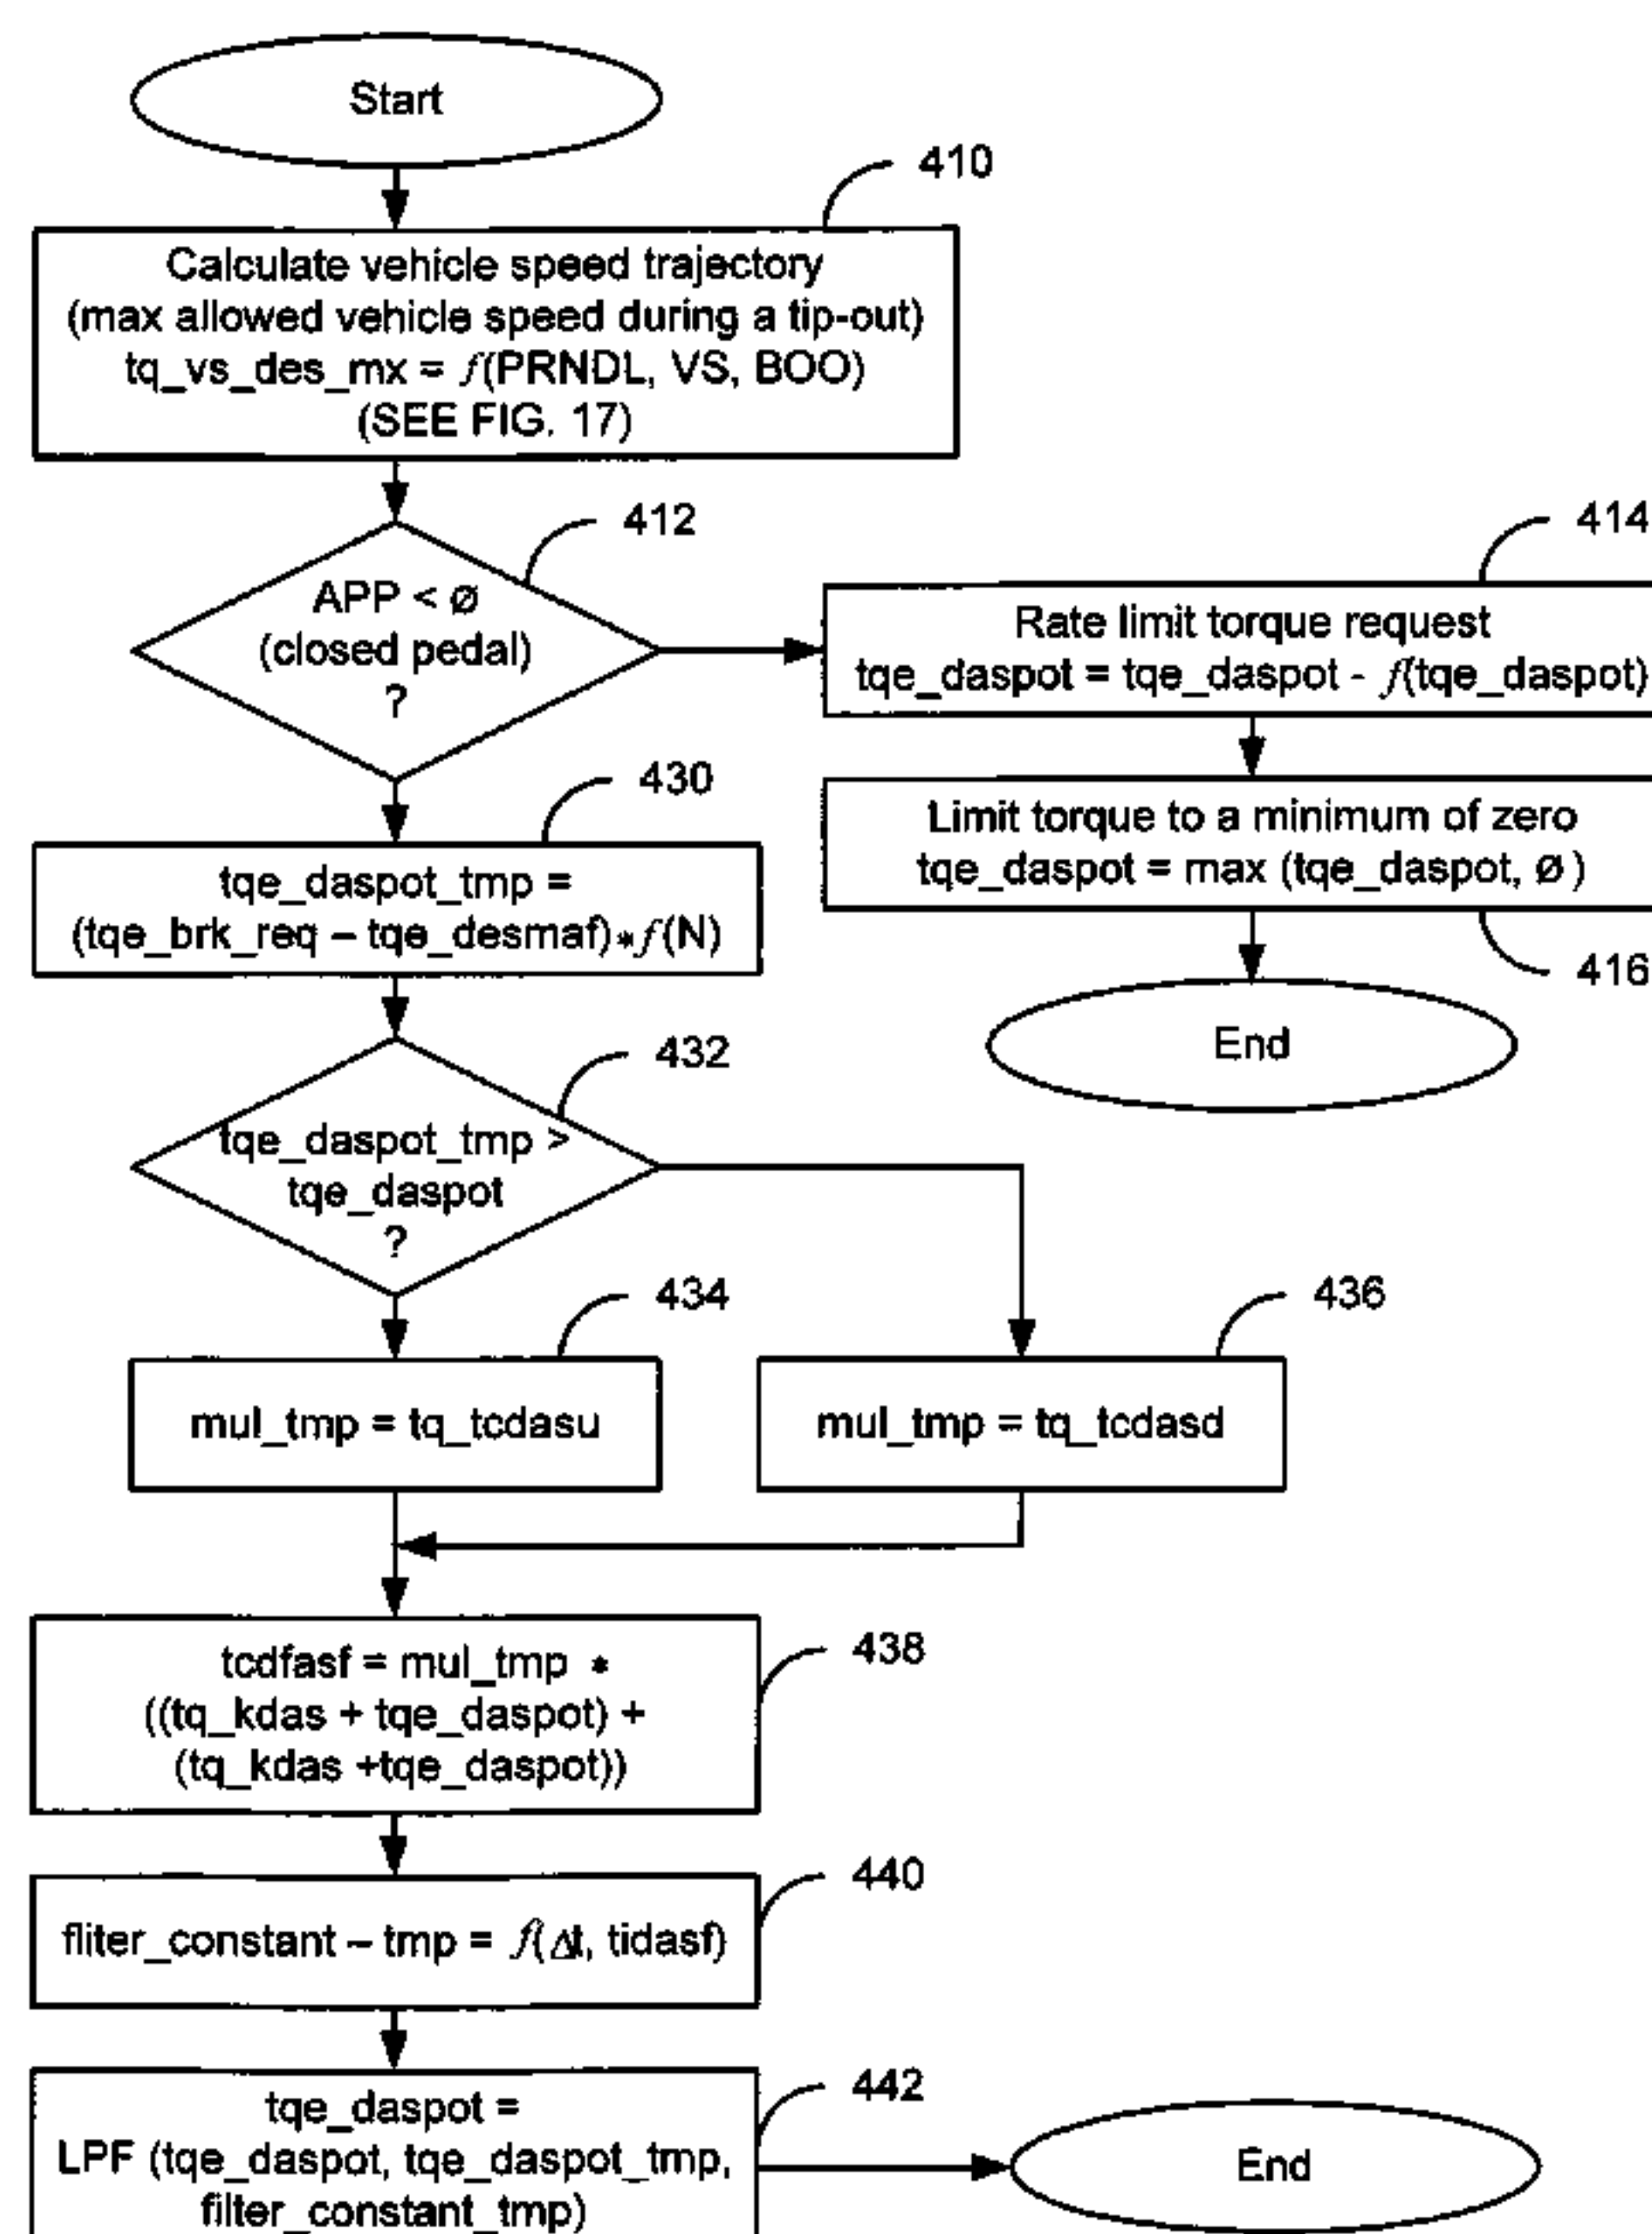 Start
410
Calculate vehicle speed trajectory
(max allowed vehicle speed during a tip-out)
tq_vs_des_mx = f(PRNDL, VS, BOO)
(SEE FIG. 17)
412
APP < ø
(closed pedal)
?
414
Rate limit torque request
tqe_daspot = tqe_daspot - f(tqe_daspot)
Limit torque to a minimum of zero
tqe_daspot = max (tqe_daspot, ø )
416
End
430
tqe_daspot_tmp =
(tqe_brk_req – tqe_desmaf)*f(N)
432
tqe_daspot_tmp >
tqe_daspot
?
434
mul_tmp = tq_tcdasu
436
mul_tmp = tq_tcdasd
438
tcdfasf = mul_tmp *
((tq_kdas + tqe_daspot) +
(tq_kdas +tqe_daspot))
440
fliter_constant – tmp = f(Δt, tidasf)
442
tqe_daspot =
LPF (tqe_daspot, tqe_daspot_tmp,
filter_constant_tmp)
End